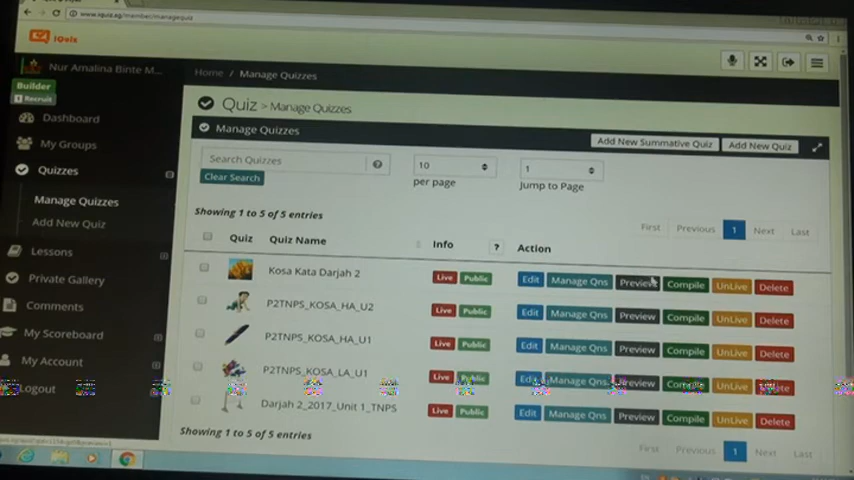 www.iquiz.sg/member/managequiz
iQuiz
Nur Amalina Binte M...
Builder
1 Recruit
Dashboard
My Groups
Quizzes
Manage Quizzes
Add New Quiz
Lessons
Private Gallery
Comments
My Scoreboard
My Account
Logout
Home / Manage Quizzes
Quiz > Manage Quizzes
Manage Quizzes
Add New Summative Quiz Add New Quiz
Search Quizzes 10 1
Clear Search per page Jump to Page
Showing 1 to 5 of 5 entries
First Previous 1 Next Last
Quiz Quiz Name Info ? Action
Kosa Kata Darjah 2 Live Public Edit Manage Qns Preview Compile UnLive Delete
P2TNPS_KOSA_HA_U2 Live Public Edit Manage Qns Preview Compile UnLive Delete
P2TNPS_KOSA_HA_U1 Live Public Edit Manage Qns Preview Compile UnLive Delete
P2TNPS_KOSA_LA_U1 Live Public Edit Manage Qns Preview Compile UnLive Delete
Darjah 2_2017_Unit 1_TNPS Live Public Edit Manage Qns Preview Compile UnLive Delete
Showing 1 to 5 of 5 entries
First Previous 1 Next Last